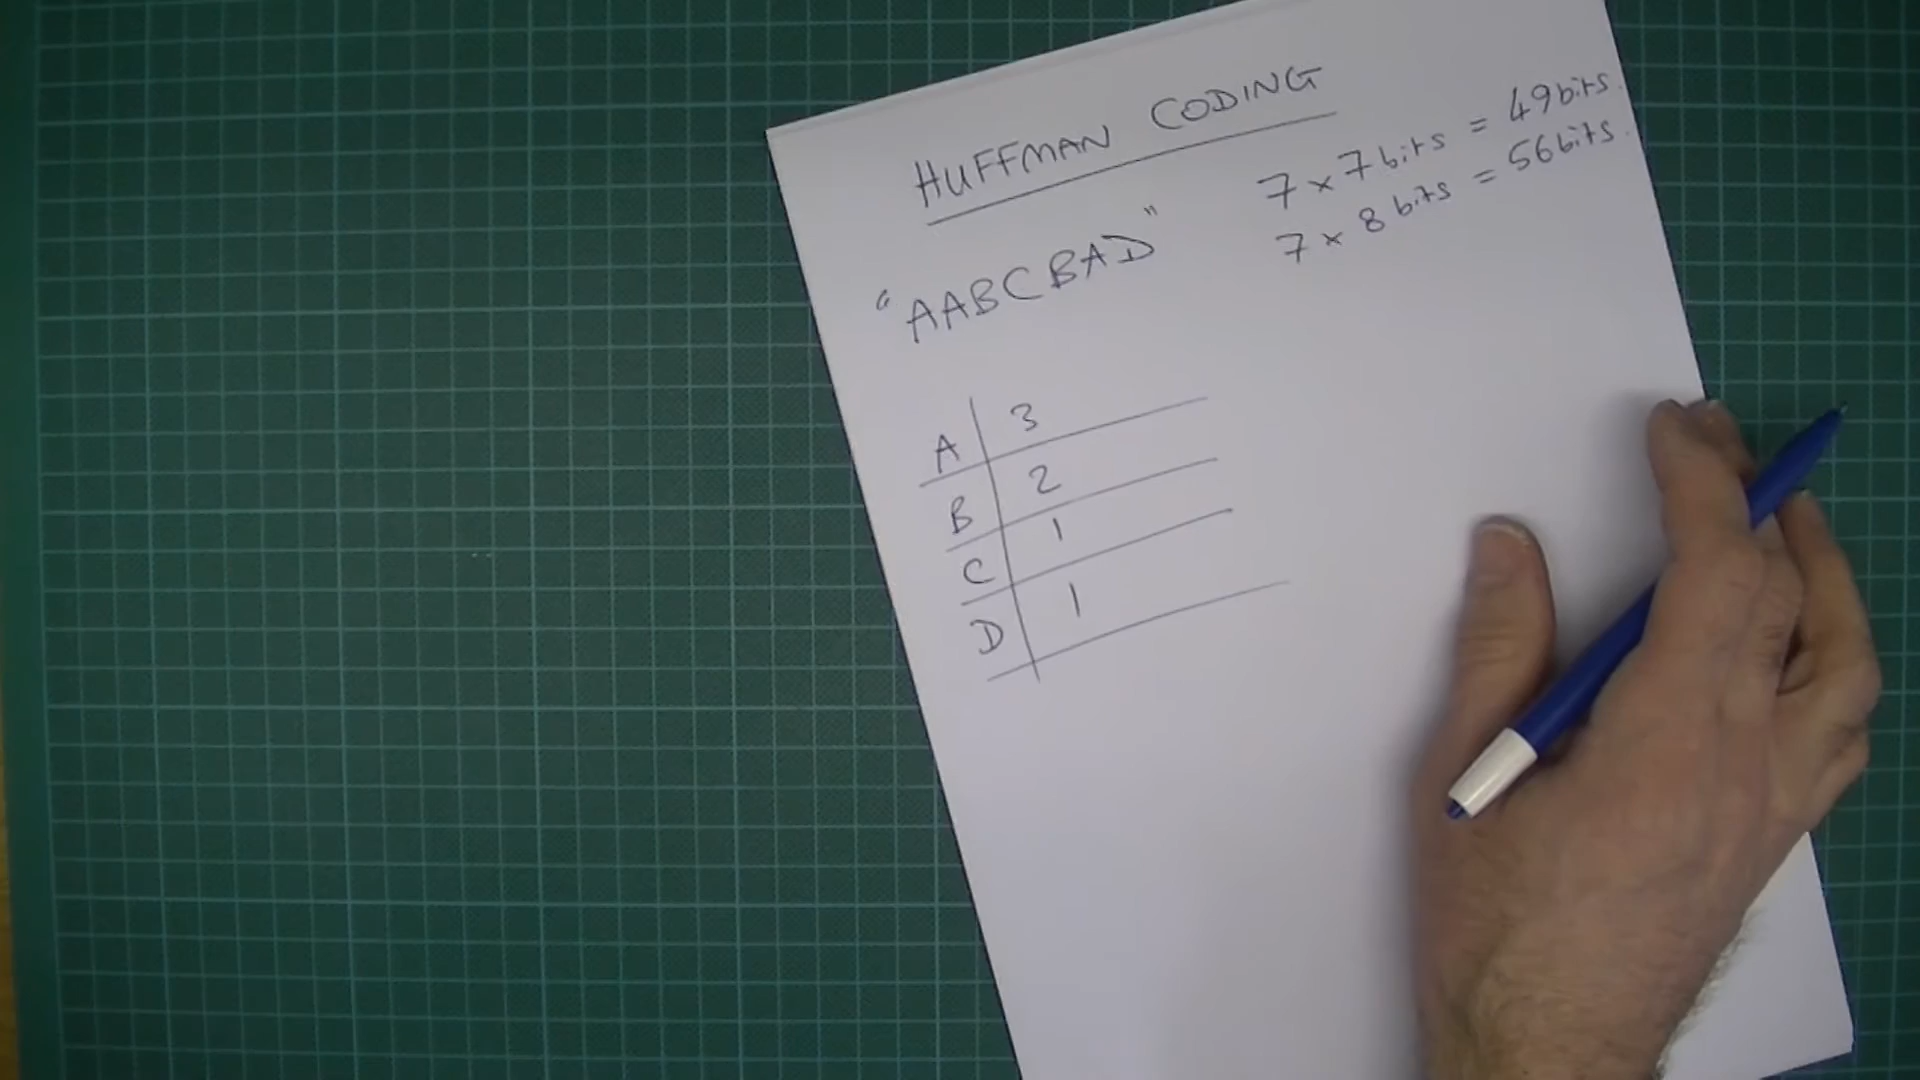 HUFFMAN CODING
7 x 7 bits = 49 bits
7 x 8 bits = 56 bits
"AABCBAD"
A 3
B 2
C 1
D 1